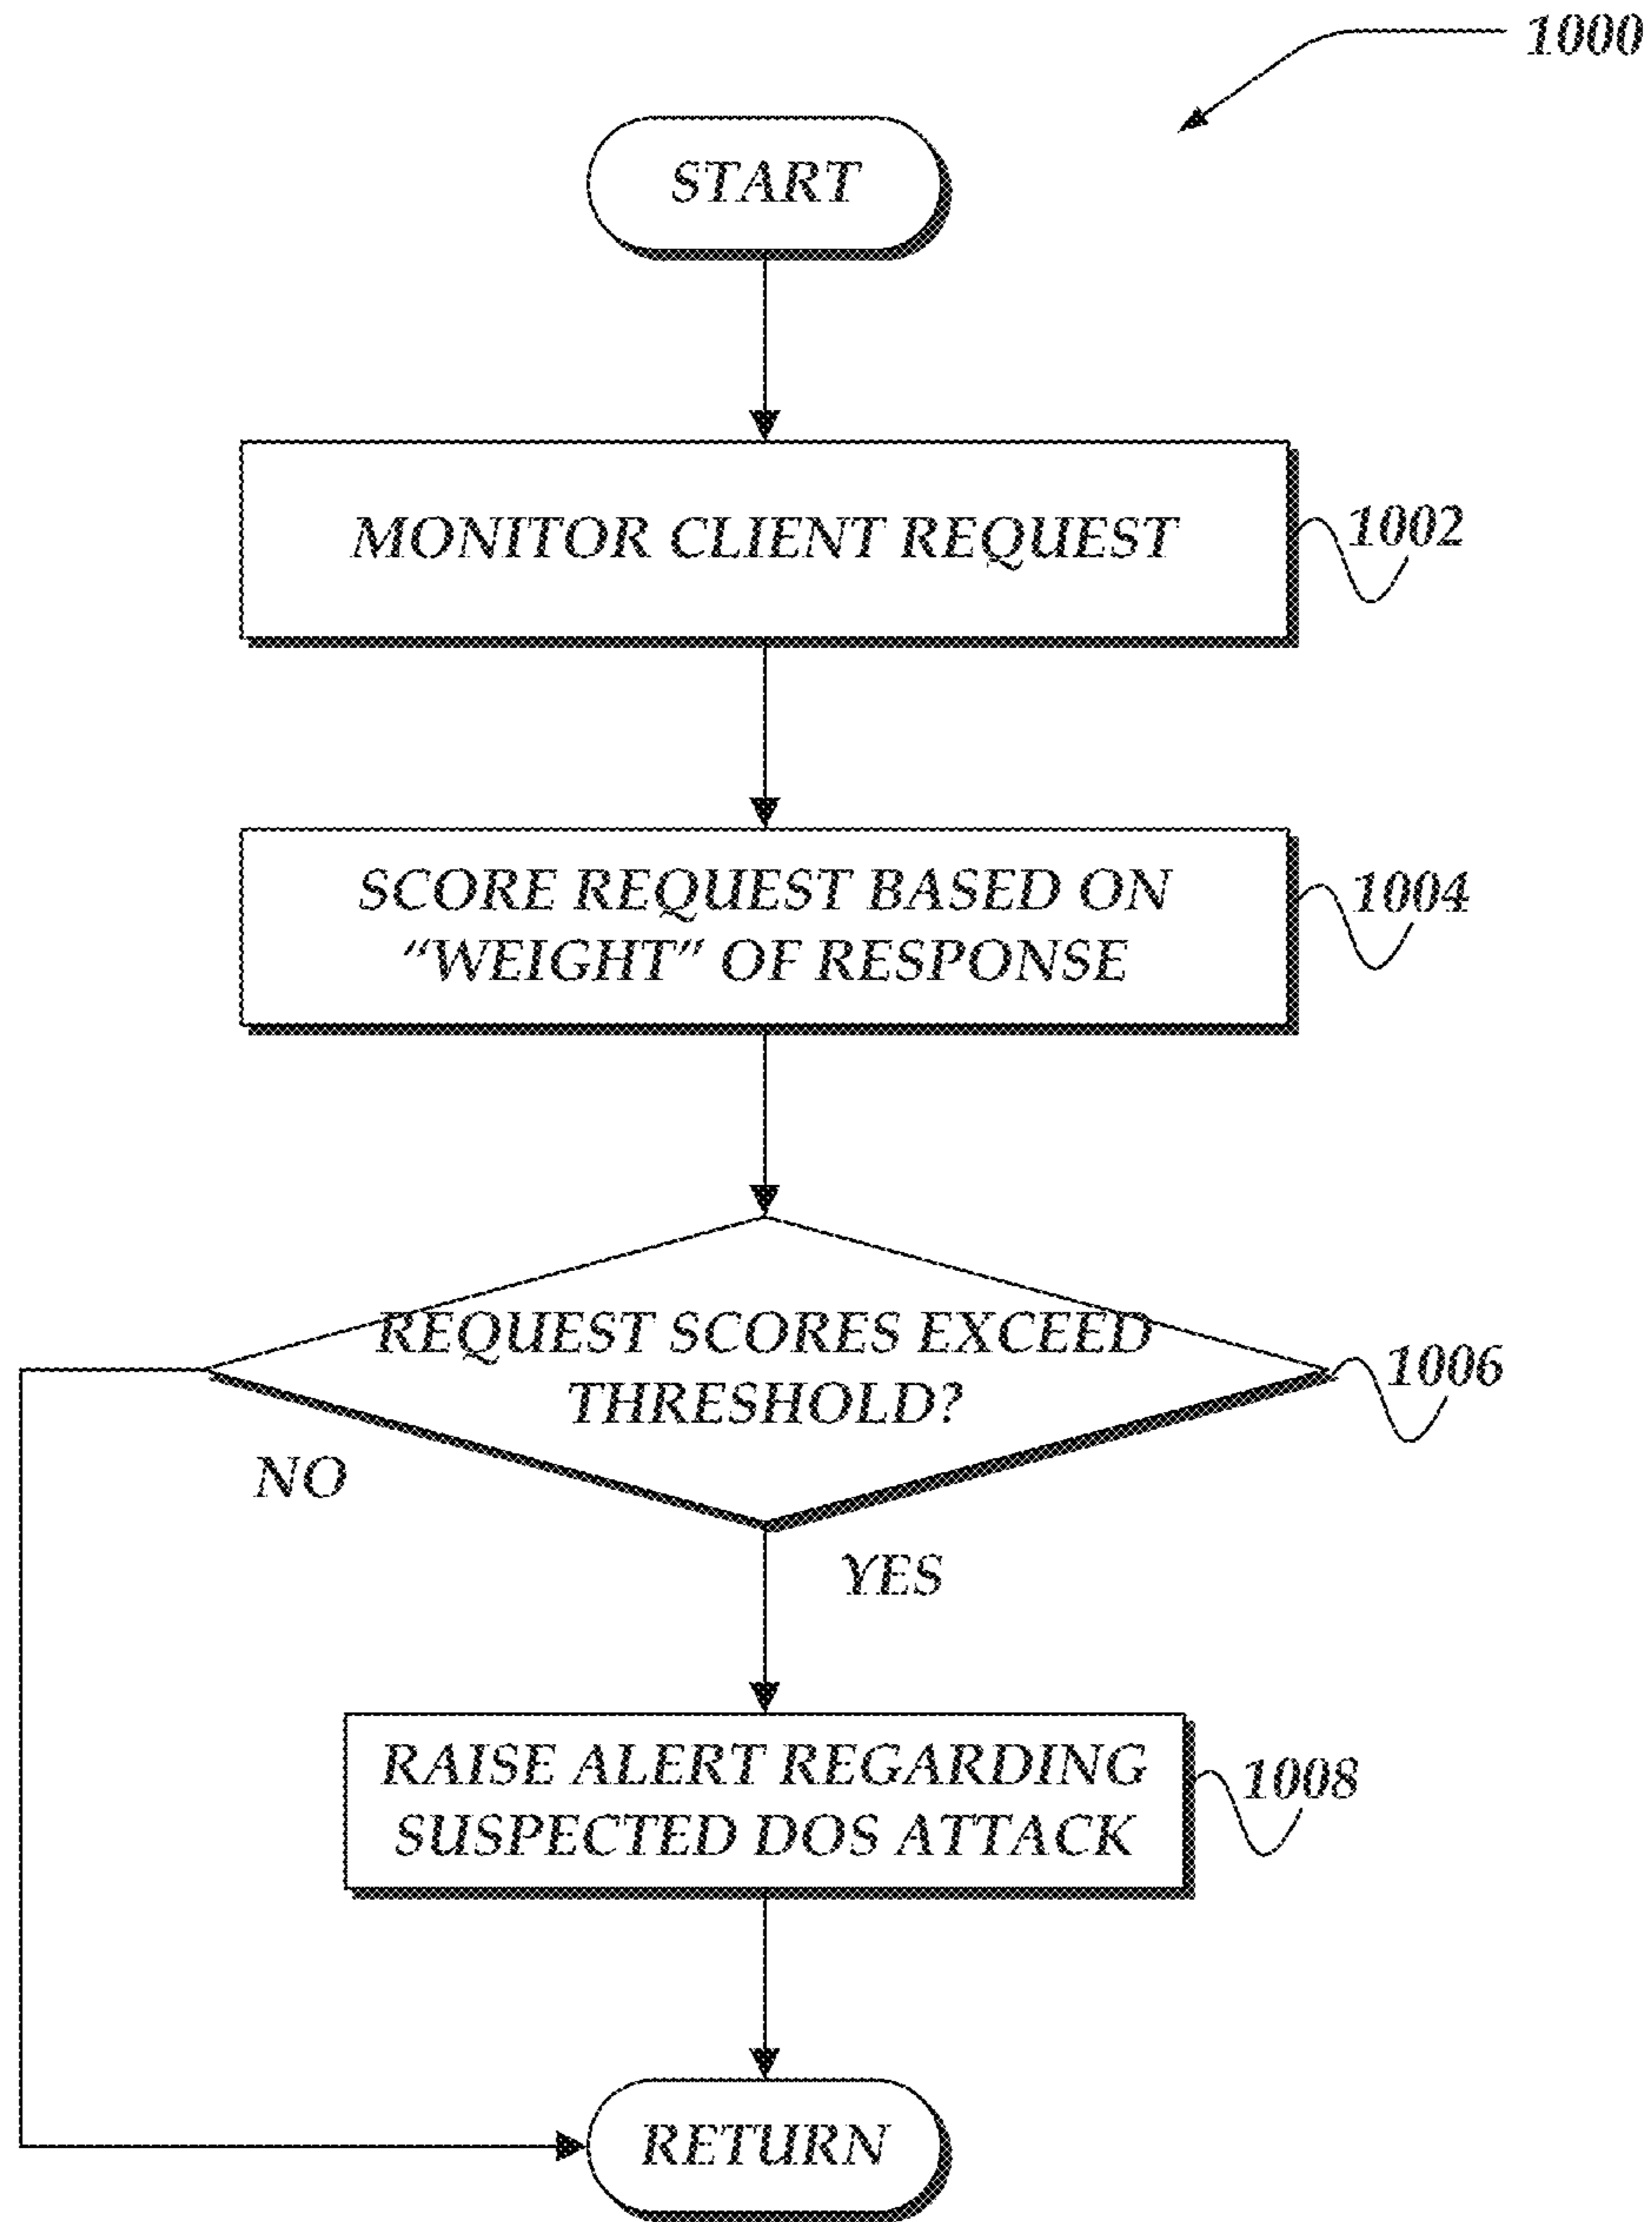 1000
START
MONITOR CLIENT REQUEST
1002
SCORE REQUEST BASED ON
“WEIGHT” OF RESPONSE
1004
REQUEST SCORES EXCEED
THRESHOLD?
1006
NO
YES
RAISE ALERT REGARDING
SUSPECTED DOS ATTACK
1008
RETURN